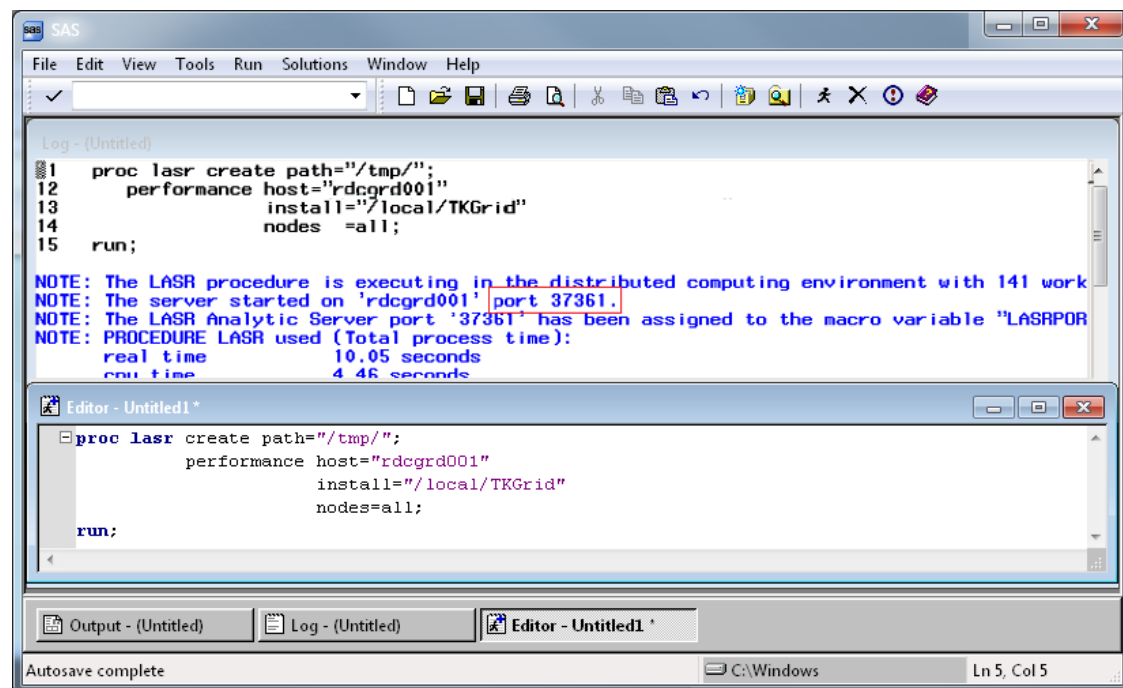 SAS
File Edit View Tools Run Solutions Window Help
Log - (Untitled)
1 proc lasr create path="/tmp/";
12 performance host="rdcgrd001"
13 install="/local/TKGrid"
14 nodes =all;
15 run;
NOTE: The LASR procedure is executing in the distributed computing environment with 141 work
NOTE: The server started on 'rdcgrd001' port 37361.
NOTE: The LASR Analytic Server port '37361' has been assigned to the macro variable "LASRPOR
NOTE: PROCEDURE LASR used (Total process time):
real time 10.05 seconds
cpu time 4.46 seconds
Editor - Untitled1 *
proc lasr create path="/tmp/";
performance host="rdcgrd001"
install="/local/TKGrid"
nodes=all;
run;
Output - (Untitled) Log - (Untitled) Editor - Untitled1 *
Autosave complete C:\Windows Ln 5, Col 5